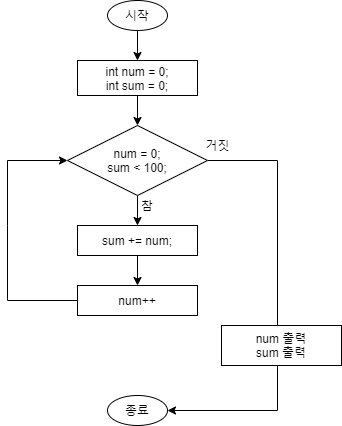 시작
int num = 0;
int sum = 0;
num = 0;
sum < 100;
거짓
참
sum += num;
num++
num 출력
sum 출력
종료